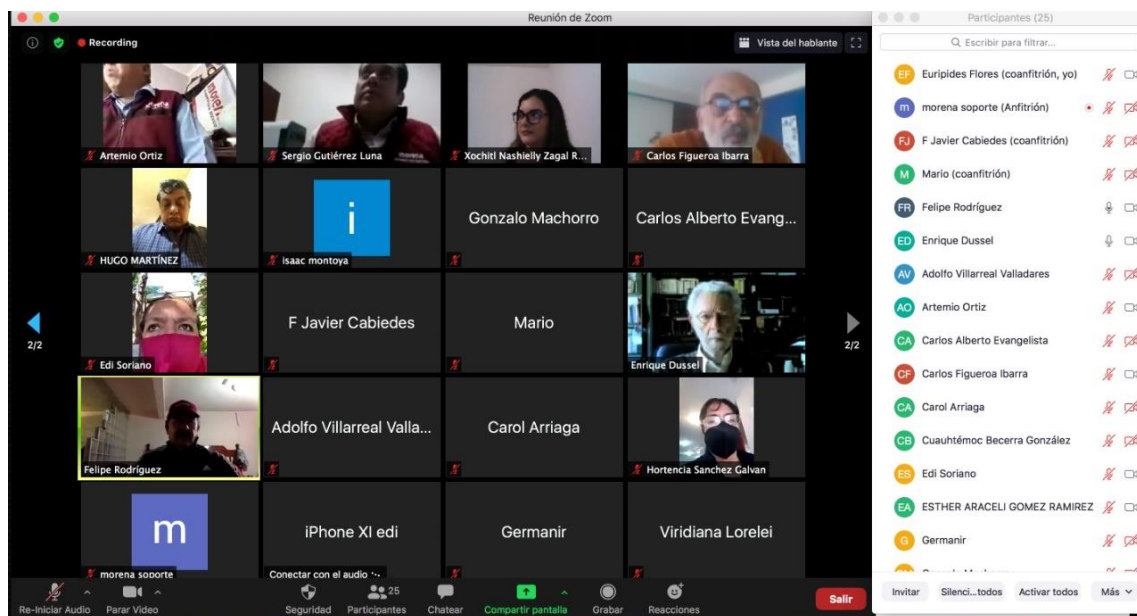 Reunión de Zoom
Recording
Vista del hablante
morena
Artemio Ortiz
morena
Sergio Gutiérrez Luna
Xochitl Nashielly Zagal R...
Carlos Figueroa Ibarra
HUGO MARTÍNEZ
i
isaac montoya
Gonzalo Machorro
Carlos Alberto Evang...
2/2
Edi Soriano
F Javier Cabiedes
Mario
Enrique Dussel
2/2
Felipe Rodríguez
Adolfo Villarreal Valla...
Carol Arriaga
Hortencia Sanchez Galvan
m
morena soporte
iPhone XI edi
Conectar con el audio
Germanir
Viridiana Lorelei
Re-Iniciar Audio
Parar Video
Seguridad
25
Participantes
Chatear
Compartir pantalla
Grabar
Reacciones
Salir
Participantes (25)
Escribir para filtrar...
EF Euripides Flores (coanfitrión, yo)
m morena soporte (Anfitrión)
FJ F Javier Cabiedes (coanfitrión)
M Mario (coanfitrión)
FR Felipe Rodríguez
ED Enrique Dussel
AV Adolfo Villarreal Valladares
AO Artemio Ortiz
CA Carlos Alberto Evangelista
CF Carlos Figueroa Ibarra
CA Carol Arriaga
CB Cuauhtémoc Becerra González
ES Edi Soriano
EA ESTHER ARACELI GOMEZ RAMIREZ
G Germanir
Invitar
Silenci...todos
Activar todos
Más